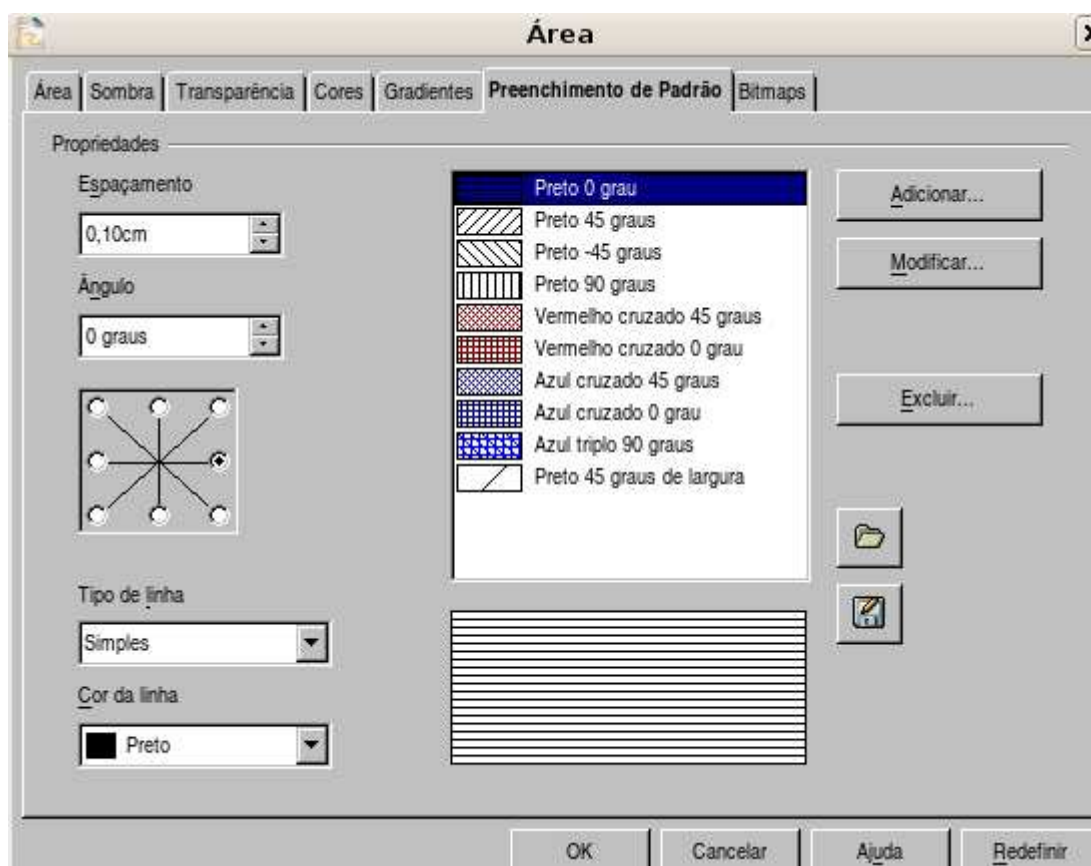 Área
Área Sombra Transparência Cores Gradientes Preenchimento de Padrão Bitmaps
Propriedades
Espaçamento
0,10cm
Ângulo
0 graus
Tipo de linha
Simples
Cor da linha
Preto
Preto 0 grau
Preto 45 graus
Preto -45 graus
Preto 90 graus
Vermelho cruzado 45 graus
Vermelho cruzado 0 grau
Azul cruzado 45 graus
Azul cruzado 0 grau
Azul triplo 90 graus
Preto 45 graus de largura
Adicionar...
Modificar...
Excluir...
OK Cancelar Ajuda Redefinir